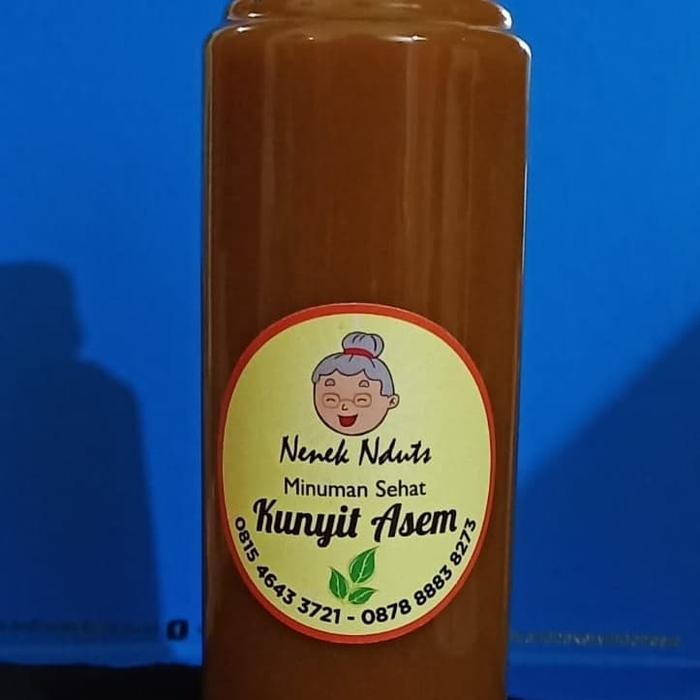 Nenek Nduts
Minuman Sehat
Kunyit Asem
0815 4643 3721 - 0878 8883 8273